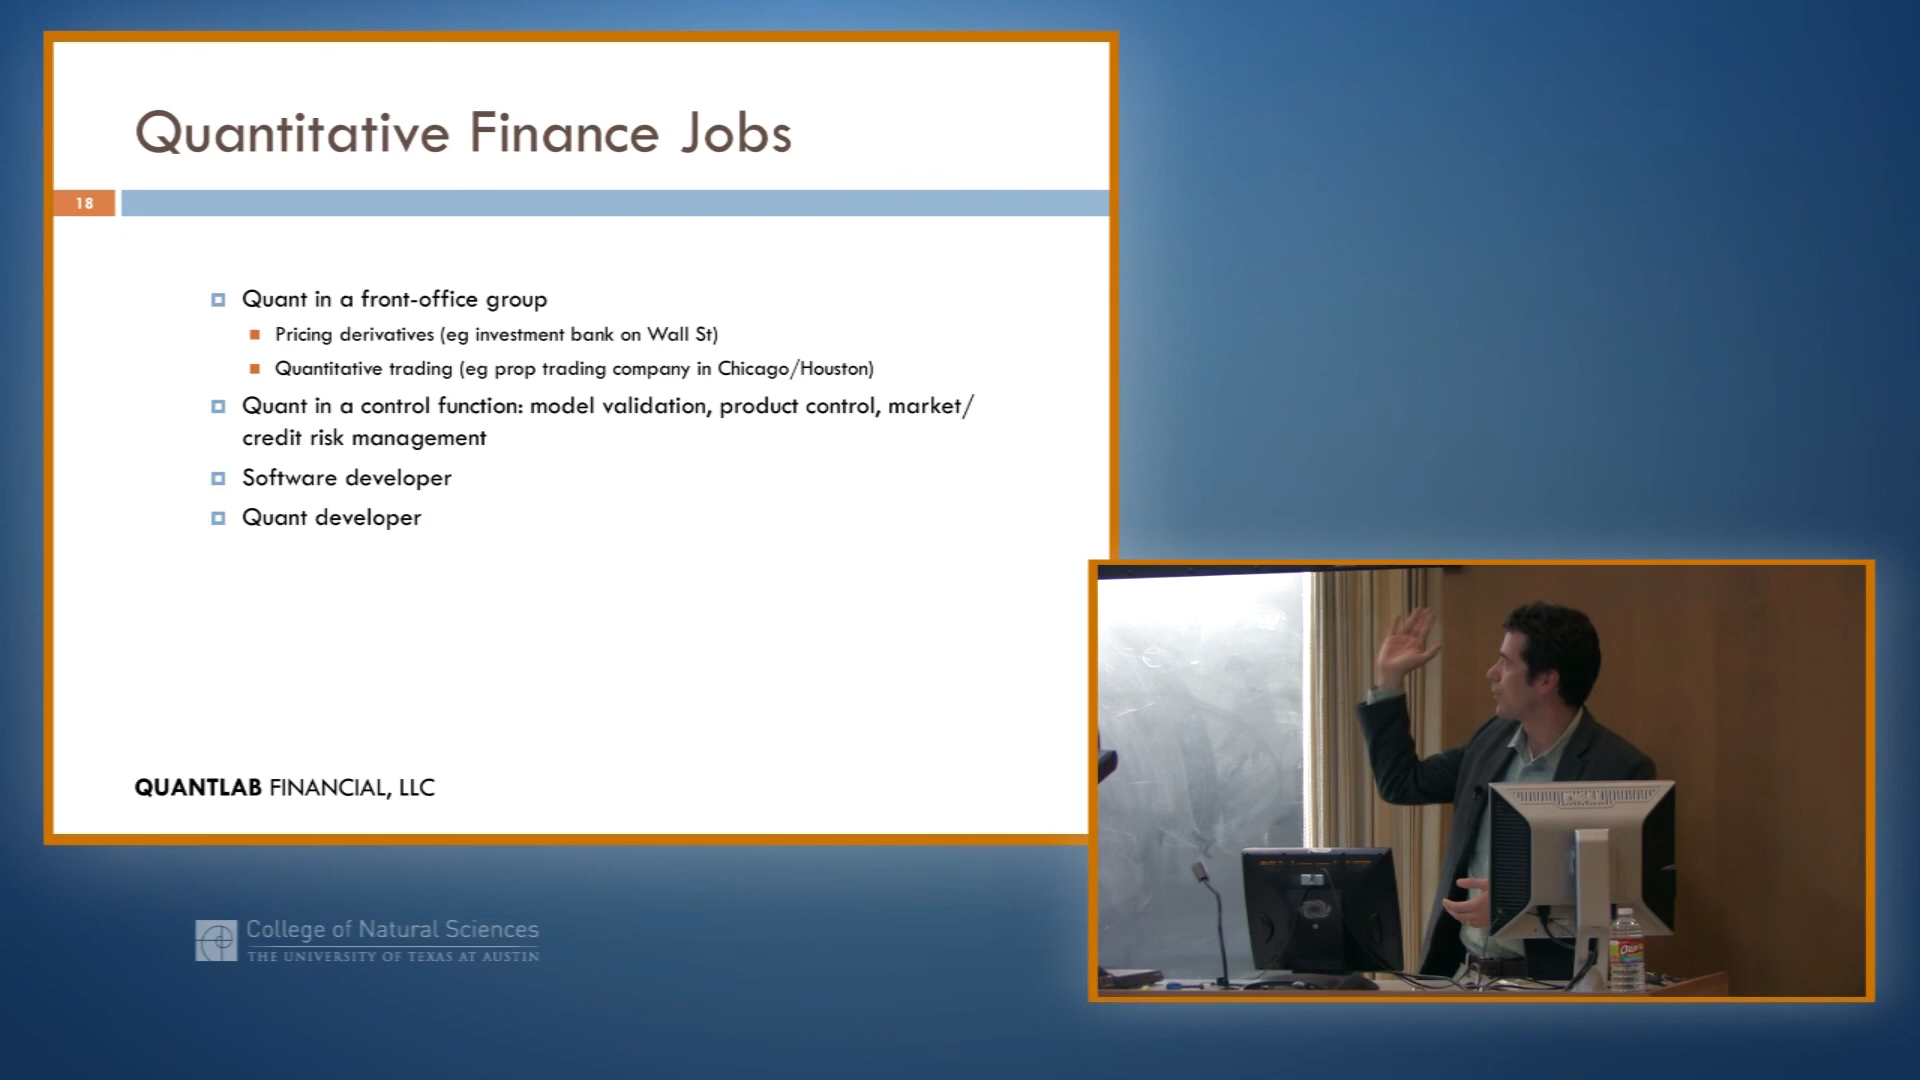 Quantitative Finance Jobs
18
Quant in a front-office group
Pricing derivatives (eg investment bank on Wall St)
Quantitative trading (eg prop trading company in Chicago/Houston)
Quant in a control function: model validation, product control, market/
credit risk management
Software developer
Quant developer
QUANTLAB FINANCIAL, LLC
College of Natural Sciences
THE UNIVERSITY OF TEXAS AT AUSTIN